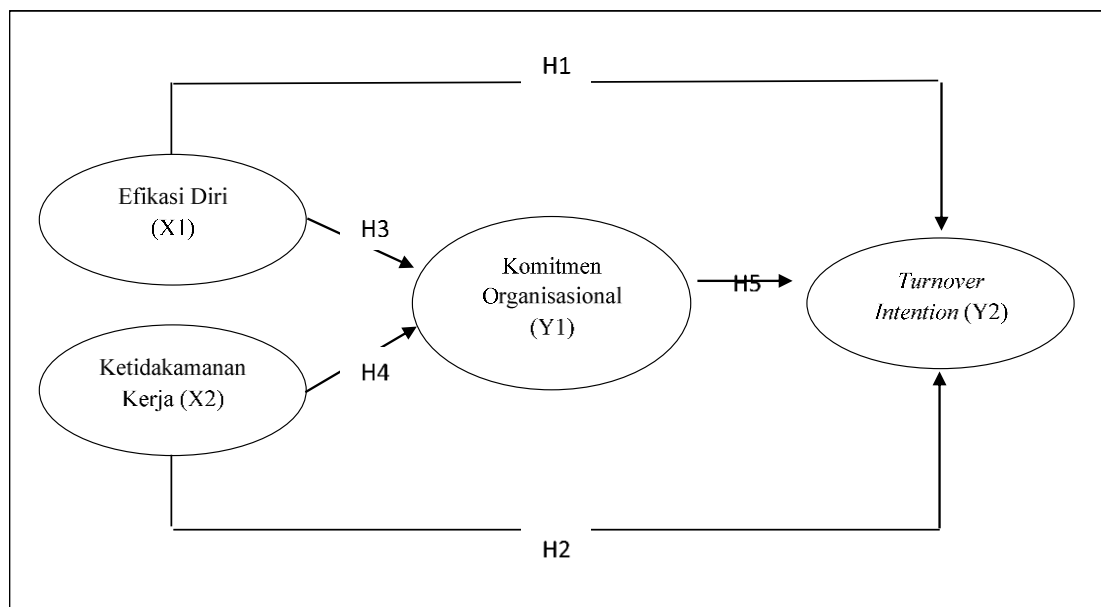 H1
Efikasi Diri
(X1)
H3
Komitmen
Organisasional
(Y1)
H5
Turnover
Intention (Y2)
Ketidakamanan
Kerja (X2)
H4
H2